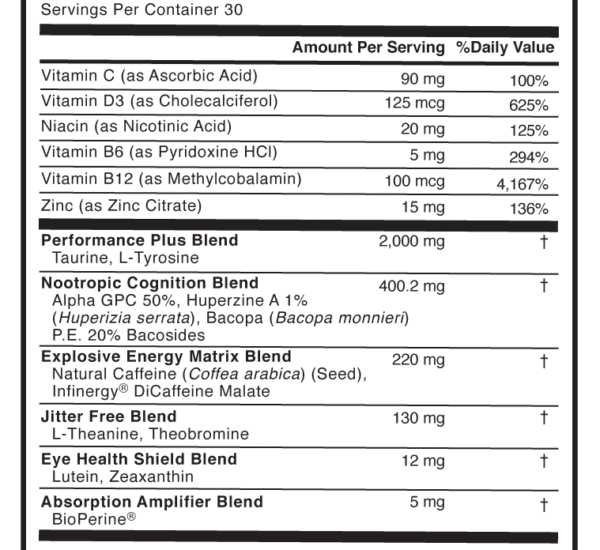 Servings Per Container 30
Amount Per Serving %Daily Value
Vitamin C (as Ascorbic Acid) 90 mg 100%
Vitamin D3 (as Cholecalciferol) 125 mcg 625%
Niacin (as Nicotinic Acid) 20 mg 125%
Vitamin B6 (as Pyridoxine HCl) 5 mg 294%
Vitamin B12 (as Methylcobalamin) 100 mcg 4,167%
Zinc (as Zinc Citrate) 15 mg 136%
Performance Plus Blend 2,000 mg †
Taurine, L-Tyrosine
Nootropic Cognition Blend 400.2 mg †
Alpha GPC 50%, Huperzine A 1%
(Huperizia serrata), Bacopa (Bacopa monnieri)
P.E. 20% Bacosides
Explosive Energy Matrix Blend 220 mg †
Natural Caffeine (Coffea arabica) (Seed),
Infinergy® DiCaffeine Malate
Jitter Free Blend 130 mg †
L-Theanine, Theobromine
Eye Health Shield Blend 12 mg †
Lutein, Zeaxanthin
Absorption Amplifier Blend 5 mg †
BioPerine®